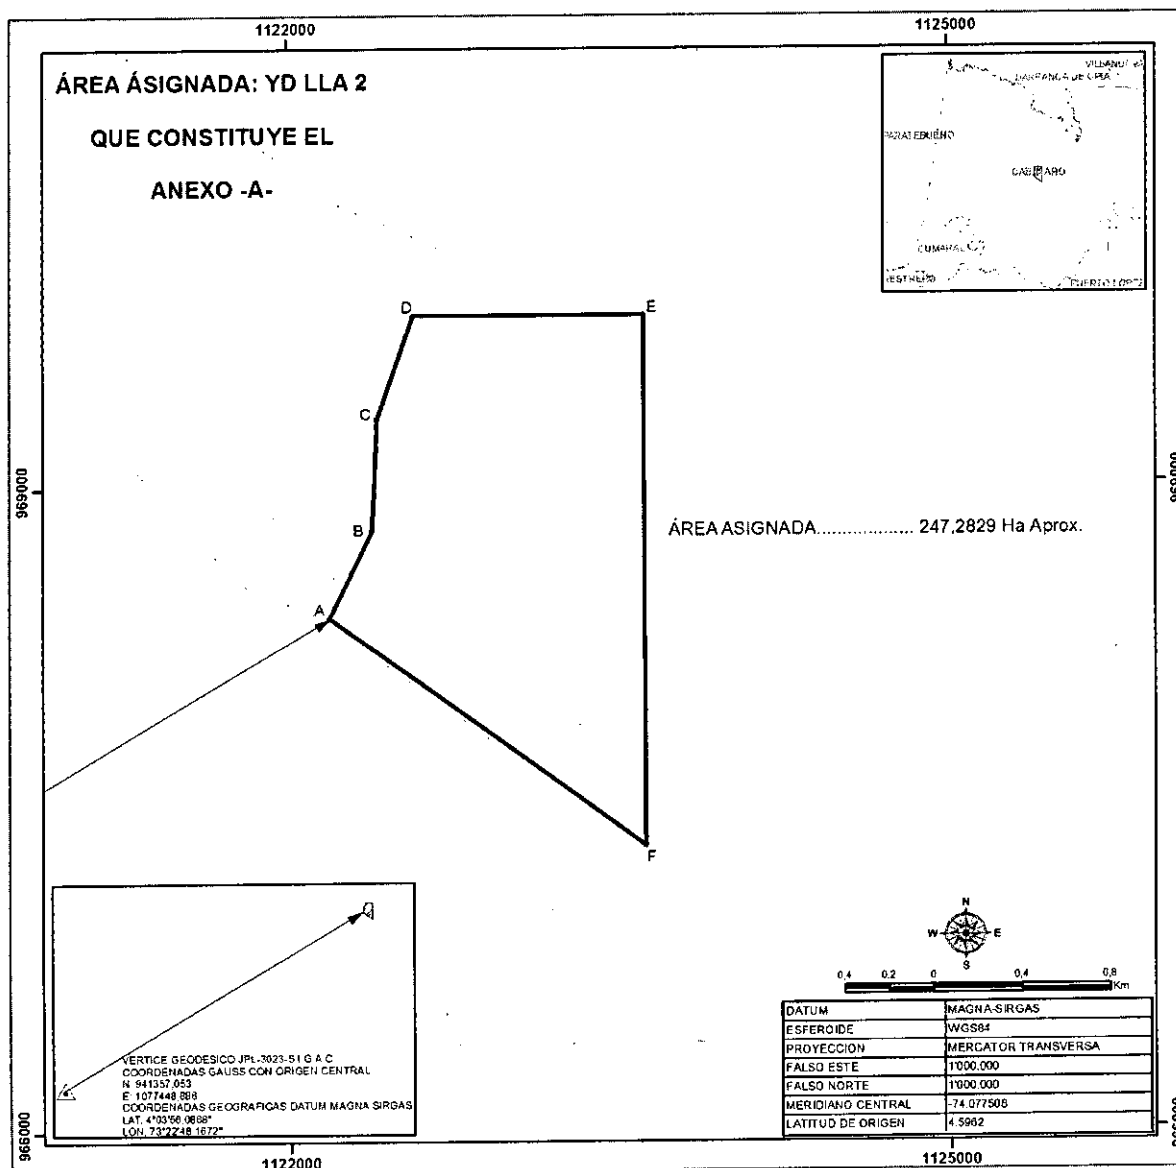 1122000
1125000
ÁREA ÁSIGNADA: YD LLA 2
QUE CONSTITUYE EL
ANEXO -A-
PARATEBUENO
CUMARAL
D
E
C
B
A
F
969000
969000
ÁREA ASIGNADA.................. 247,2829 Ha Aprox.
N
W
E
S
0,4 0,2 0 0,4 0,8
Km
VERTICE GEODESICO JPL-3023-S I G A C
COORDENADAS GAUSS CON ORIGEN CENTRAL
N: 941357,053
COORDENADAS GEOGRAFICAS DATUM MAGNA SIRGAS
DATUM MAGNA-SIRGAS
ESFEROIDE WGS84
PROYECCION MERCATOR TRANSVERSA
FALSO ESTE 1'000.000
FALSO NORTE 1'000.000
MERIDIANO CENTRAL -74.077508
LATITUD DE ORIGEN 4.5962
966000
1122000
1125000